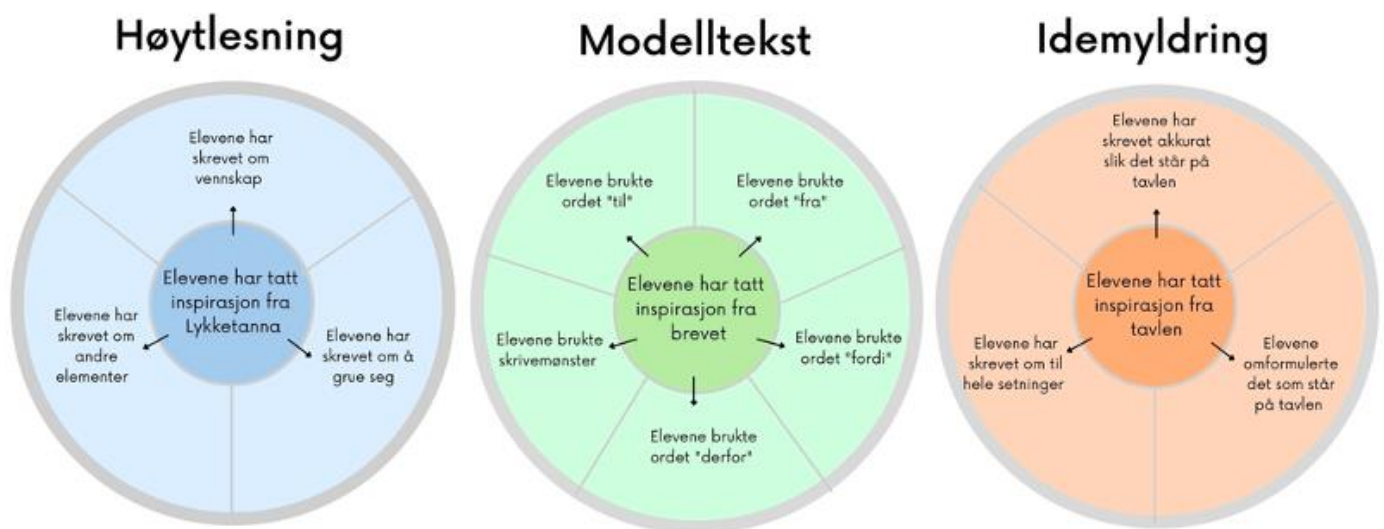 Høytlesning
Elevene har
skrevet om
vennskap
Elevene har tatt
inspirasjon fra
Lykketanna
Elevene har
skrevet om
andre
elementer
Elevene har
skrevet om å
grue seg
Modelltekst
Elevene brukte
ordet "til"
Elevene brukte
ordet "fra"
Elevene har tatt
inspirasjon fra
brevet
Elevene brukte
skrivemønster
Elevene brukte
ordet "fordi"
Elevene brukte
ordet "derfor"
Idemyldring
Elevene har
skrevet akkurat
slik det står på
tavlen
Elevene har tatt
inspirasjon fra
tavlen
Elevene har
skrevet om til
hele setninger
Elevene
omformulerte
det som står
på tavlen